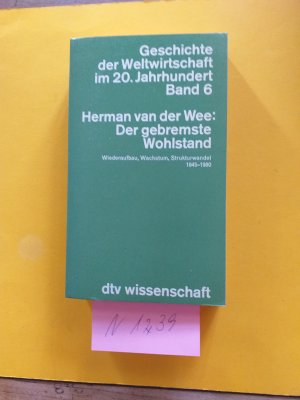 Geschichte
der Weltwirtschaft
im 20. Jahrhundert
Band 6
Herman van der Wee:
Der gebremste
Wohlstand
Wiederaufbau, Wachstum, Strukturwandel
1945–1980
dtv wissenschaft
N 1239